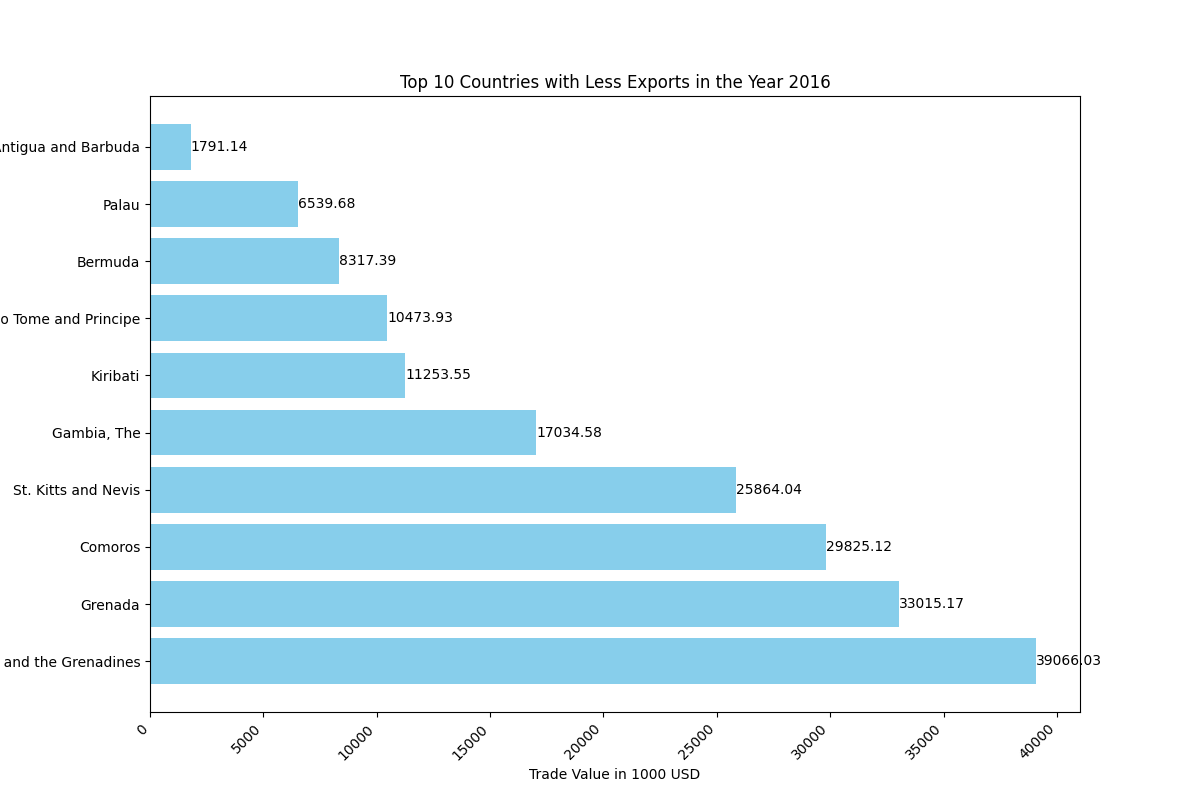 Top 10 Countries with Less Exports in the Year 2016
Antigua and Barbuda 1791.14
Palau 6539.68
Bermuda 8317.39
o Tome and Principe 10473.93
Kiribati 11253.55
Gambia, The 17034.58
St. Kitts and Nevis 25864.04
Comoros 29825.12
Grenada 33015.17
and the Grenadines 39066.03
0 5000 10000 15000 20000 25000 30000 35000 40000
Trade Value in 1000 USD